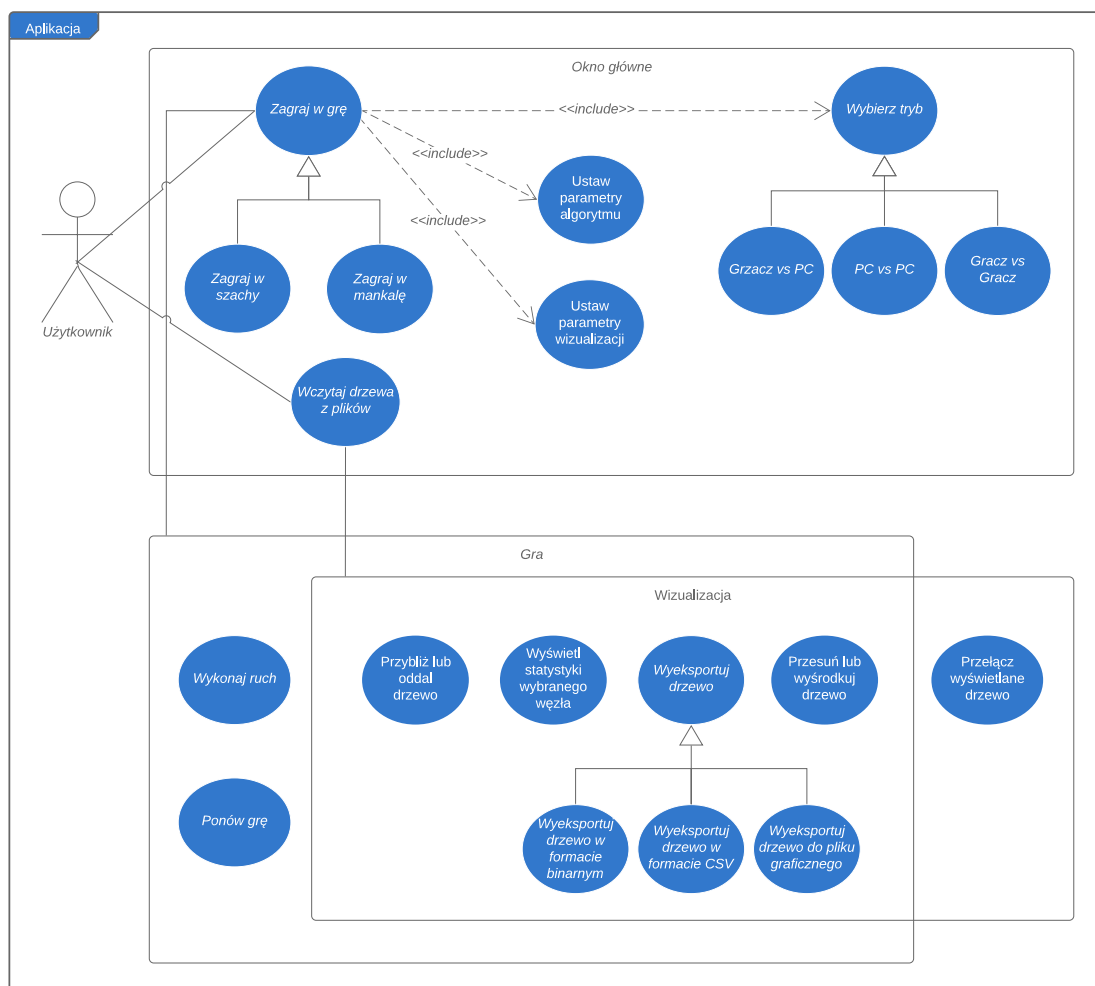 Aplikacja
Okno główne
Zagraj w grę
<<include>>
Wybierz tryb
<<include>>
Ustaw
parametry
algorytmu
<<include>>
Użytkownik
Zagraj w
szachy
Zagraj w
mankalę
Grzacz vs PC
PC vs PC
Gracz vs
Gracz
Ustaw
parametry
wizualizacji
Wczytaj drzewa
z plików
Gra
Wizualizacja
Wykonaj ruch
Przybliż lub
oddal
drzewo
Wyświetl
statystyki
wybranego
węzła
Wyeksportuj
drzewo
Przesuń lub
wyśrodkuj
drzewo
Przełącz
wyświetlane
drzewo
Ponów grę
Wyeksportuj
drzewo w
formacie
binarnym
Wyeksportuj
drzewo w
formacie CSV
Wyeksportuj
drzewo do pliku
graficznego